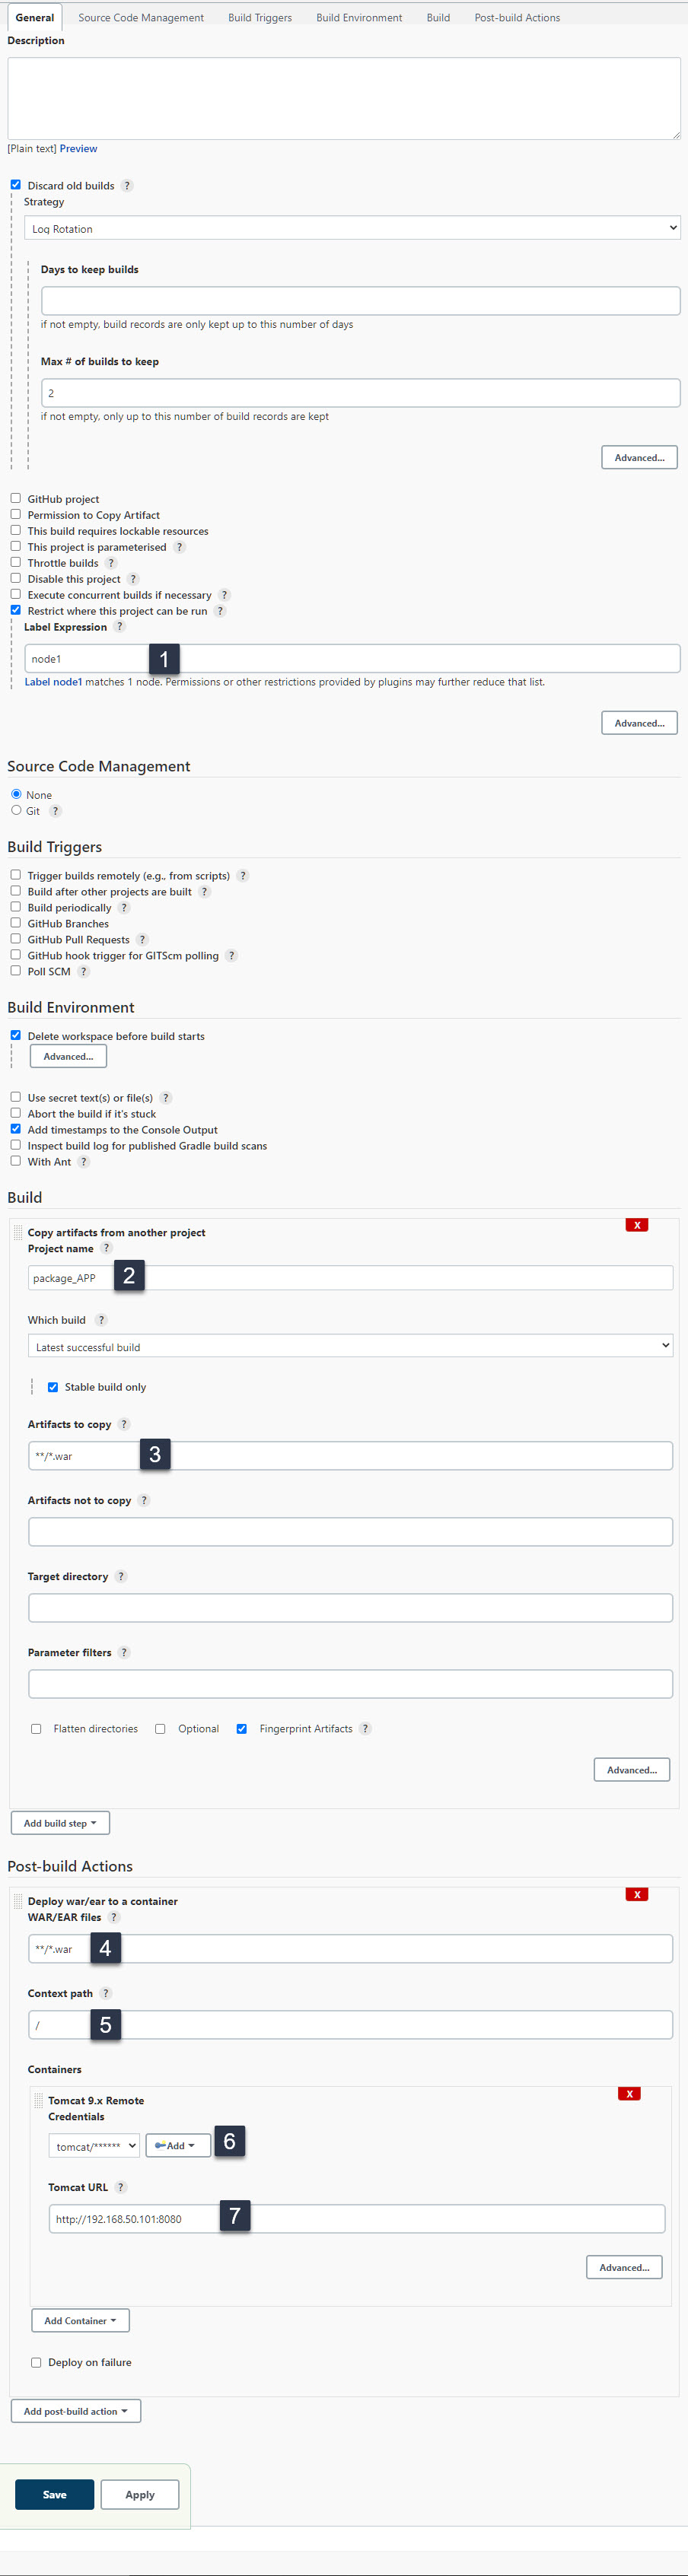 General Source Code Management Build Triggers Build Environment Build Post-build Actions
Description
[Plain text] Preview
Discard old builds ?
Strategy
Log Rotation
Days to keep builds
if not empty, build records are only kept up to this number of days
Max # of builds to keep
2
if not empty, only up to this number of build records are kept
Advanced...
GitHub project
Permission to Copy Artifact
This build requires lockable resources
This project is parameterised ?
Throttle builds ?
Disable this project ?
Execute concurrent builds if necessary ?
Restrict where this project can be run ?
Label Expression ?
node1 1
Label node1 matches 1 node. Permissions or other restrictions provided by plugins may further reduce that list.
Advanced...
Source Code Management
None
Git ?
Build Triggers
Trigger builds remotely (e.g., from scripts) ?
Build after other projects are built ?
Build periodically ?
GitHub Branches
GitHub Pull Requests ?
GitHub hook trigger for GITScm polling ?
Poll SCM ?
Build Environment
Delete workspace before build starts
Advanced...
Use secret text(s) or file(s) ?
Abort the build if it's stuck
Add timestamps to the Console Output
Inspect build log for published Gradle build scans
With Ant ?
Build
X
Copy artifacts from another project
Project name ?
package_APP 2
Which build ?
Latest successful build
Stable build only
Artifacts to copy ?
**/*.war 3
Artifacts not to copy ?
Target directory ?
Parameter filters ?
Flatten directories Optional Fingerprint Artifacts ?
Advanced...
Add build step
Post-build Actions
X
Deploy war/ear to a container
WAR/EAR files ?
**/*.war 4
Context path ?
/ 5
Containers
X
Tomcat 9.x Remote
Credentials
tomcat/****** Add 6
Tomcat URL ?
http://192.168.50.101:8080 7
Advanced...
Add Container
Deploy on failure
Add post-build action
Save Apply